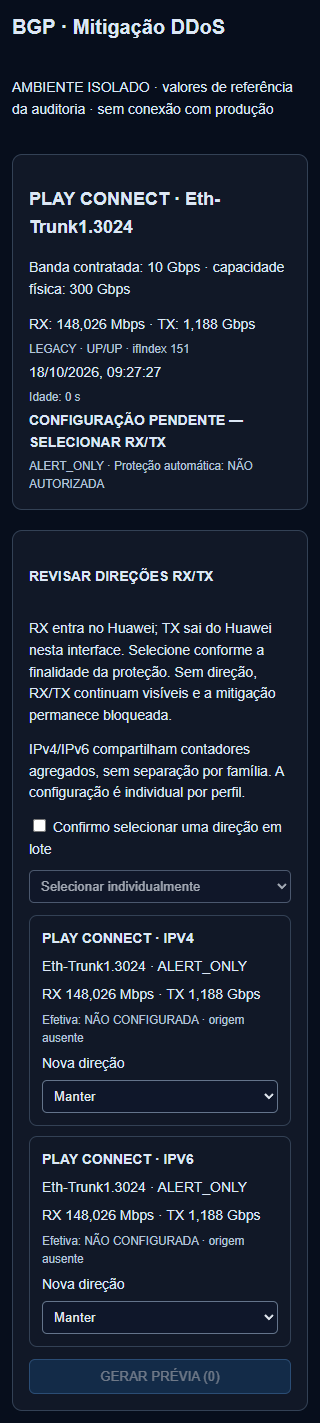 BGP · Mitigação DDoS
AMBIENTE ISOLADO · valores de referência
da auditoria · sem conexão com produção
PLAY CONNECT · Eth-
Trunk1.3024
Banda contratada: 10 Gbps · capacidade
física: 300 Gbps
RX: 148,026 Mbps · TX: 1,188 Gbps
LEGACY · UP/UP · ifIndex 151
18/10/2026, 09:27:27
Idade: 0 s
CONFIGURAÇÃO PENDENTE —
SELECIONAR RX/TX
ALERT_ONLY · Proteção automática: NÃO
AUTORIZADA
REVISAR DIREÇÕES RX/TX
RX entra no Huawei; TX sai do Huawei
nesta interface. Selecione conforme a
finalidade da proteção. Sem direção,
RX/TX continuam visíveis e a mitigação
permanece bloqueada.
IPv4/IPv6 compartilham contadores
agregados, sem separação por família. A
configuração é individual por perfil.
Confirmo selecionar uma direção em
lote
Selecionar individualmente
PLAY CONNECT · IPV4
Eth-Trunk1.3024 · ALERT_ONLY
RX 148,026 Mbps · TX 1,188 Gbps
Efetiva: NÃO CONFIGURADA · origem
ausente
Nova direção
Manter
PLAY CONNECT · IPV6
Eth-Trunk1.3024 · ALERT_ONLY
RX 148,026 Mbps · TX 1,188 Gbps
Efetiva: NÃO CONFIGURADA · origem
ausente
Nova direção
Manter
GERAR PRÉVIA (0)